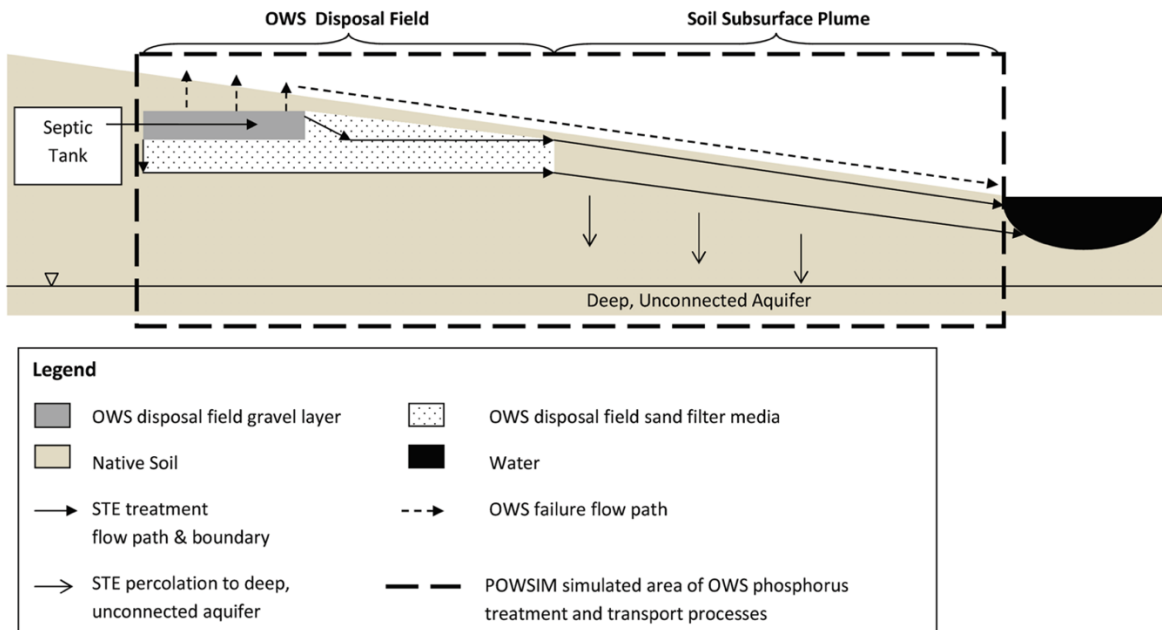 OWS Disposal Field
Soil Subsurface Plume
Septic
Tank
Deep, Unconnected Aquifer
Legend
OWS disposal field gravel layer
OWS disposal field sand filter media
Native Soil
Water
STE treatment
flow path & boundary
OWS failure flow path
STE percolation to deep,
unconnected aquifer
POWSIM simulated area of OWS phosphorus
treatment and transport processes